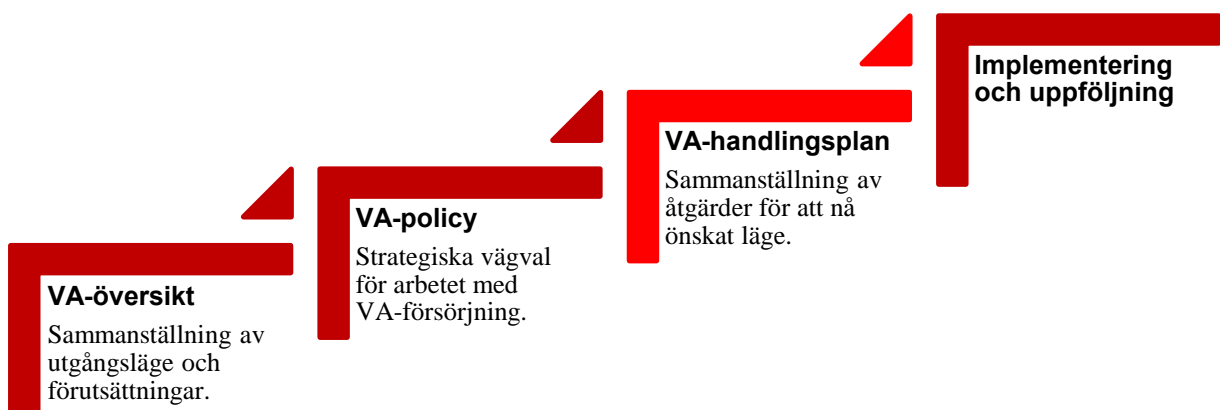 VA-översikt
Sammanställning av
utgångsläge och
förutsättningar.
VA-policy
Strategiska vägval
för arbetet med
VA-försörjning.
VA-handlingsplan
Sammanställning av
åtgärder för att nå
önskat läge.
Implementering
och uppföljning